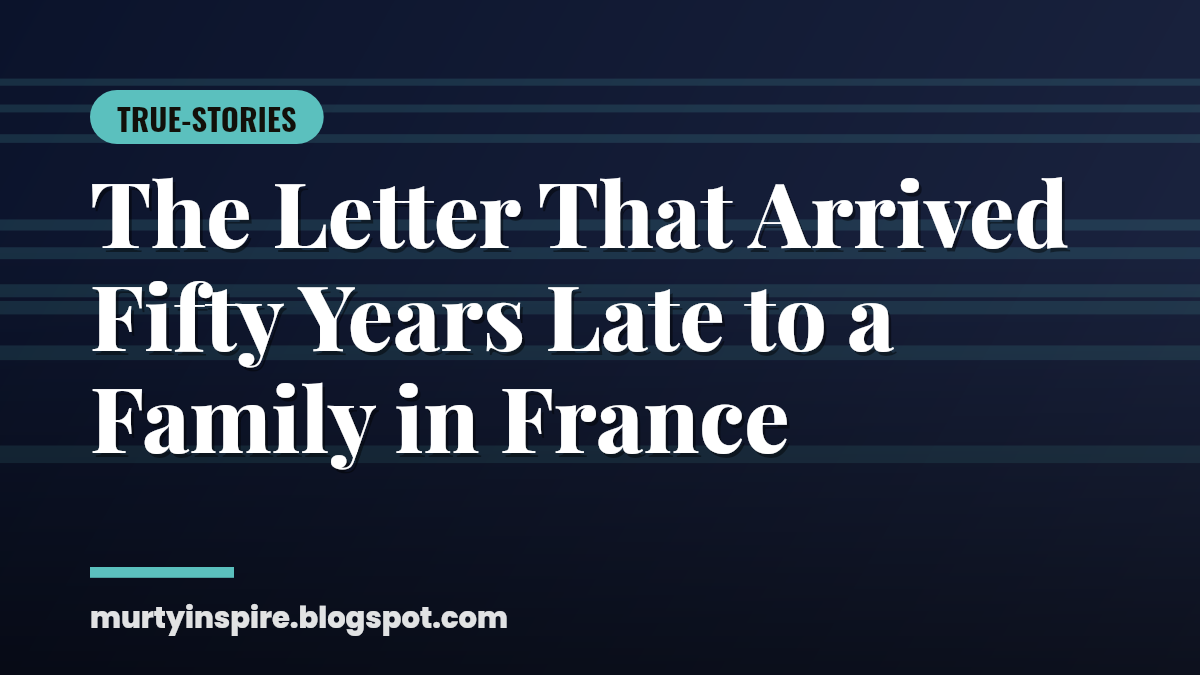 TRUE-STORIES
The Letter That Arrived
Fifty Years Late to a
Family in France
murtyinspire.blogspot.com